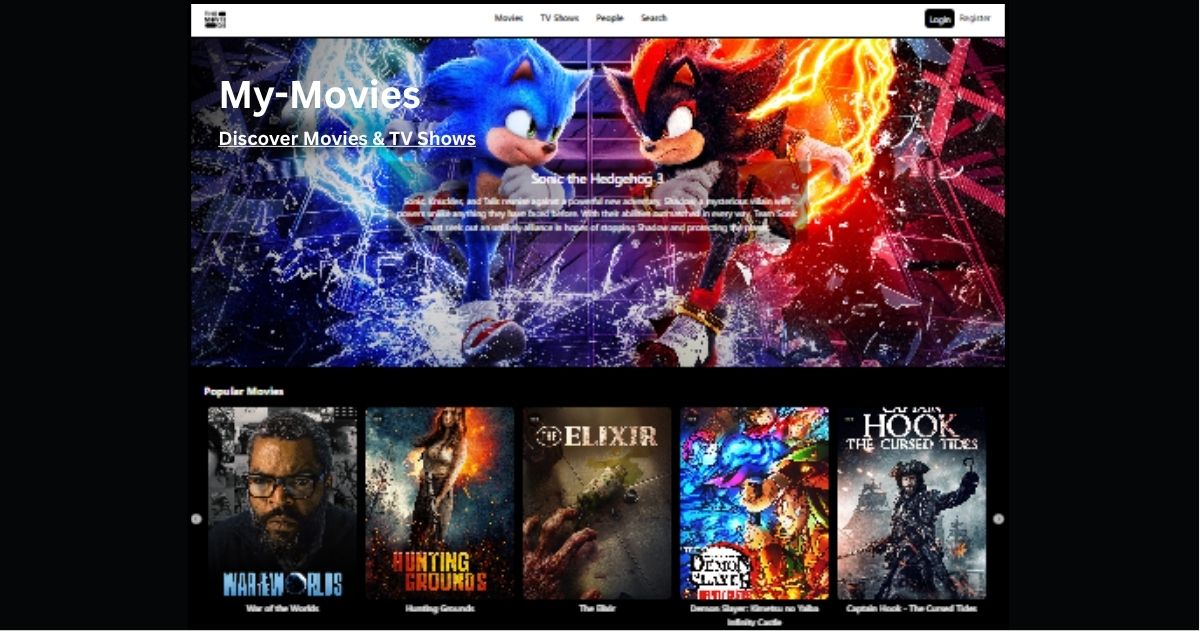 THE
MOVIE
DB
Movies TV Shows People Search Login Register
My-Movies
Discover Movies & TV Shows
Sonic the Hedgehog 3
Sonic, Knuckles, and Tails reunite against a powerful new adversary, Shadow, a mysterious villain with
powers unlike anything they have faced before. With their abilities outmatched in every way, Team Sonic
must seek out an unlikely alliance in hopes of stopping Shadow and protecting the planet.
Popular Movies
WAR OF THE WORLDS
HUNTING
GROUNDS
THE ELIXIR
DEMON
SLAYER
CAPTAIN
HOOK
THE CURSED TIDES
War of the Worlds
Hunting Grounds
The Elixir
Demon Slayer: Kimetsu no Yaiba
Infinity Castle
Captain Hook - The Cursed Tides